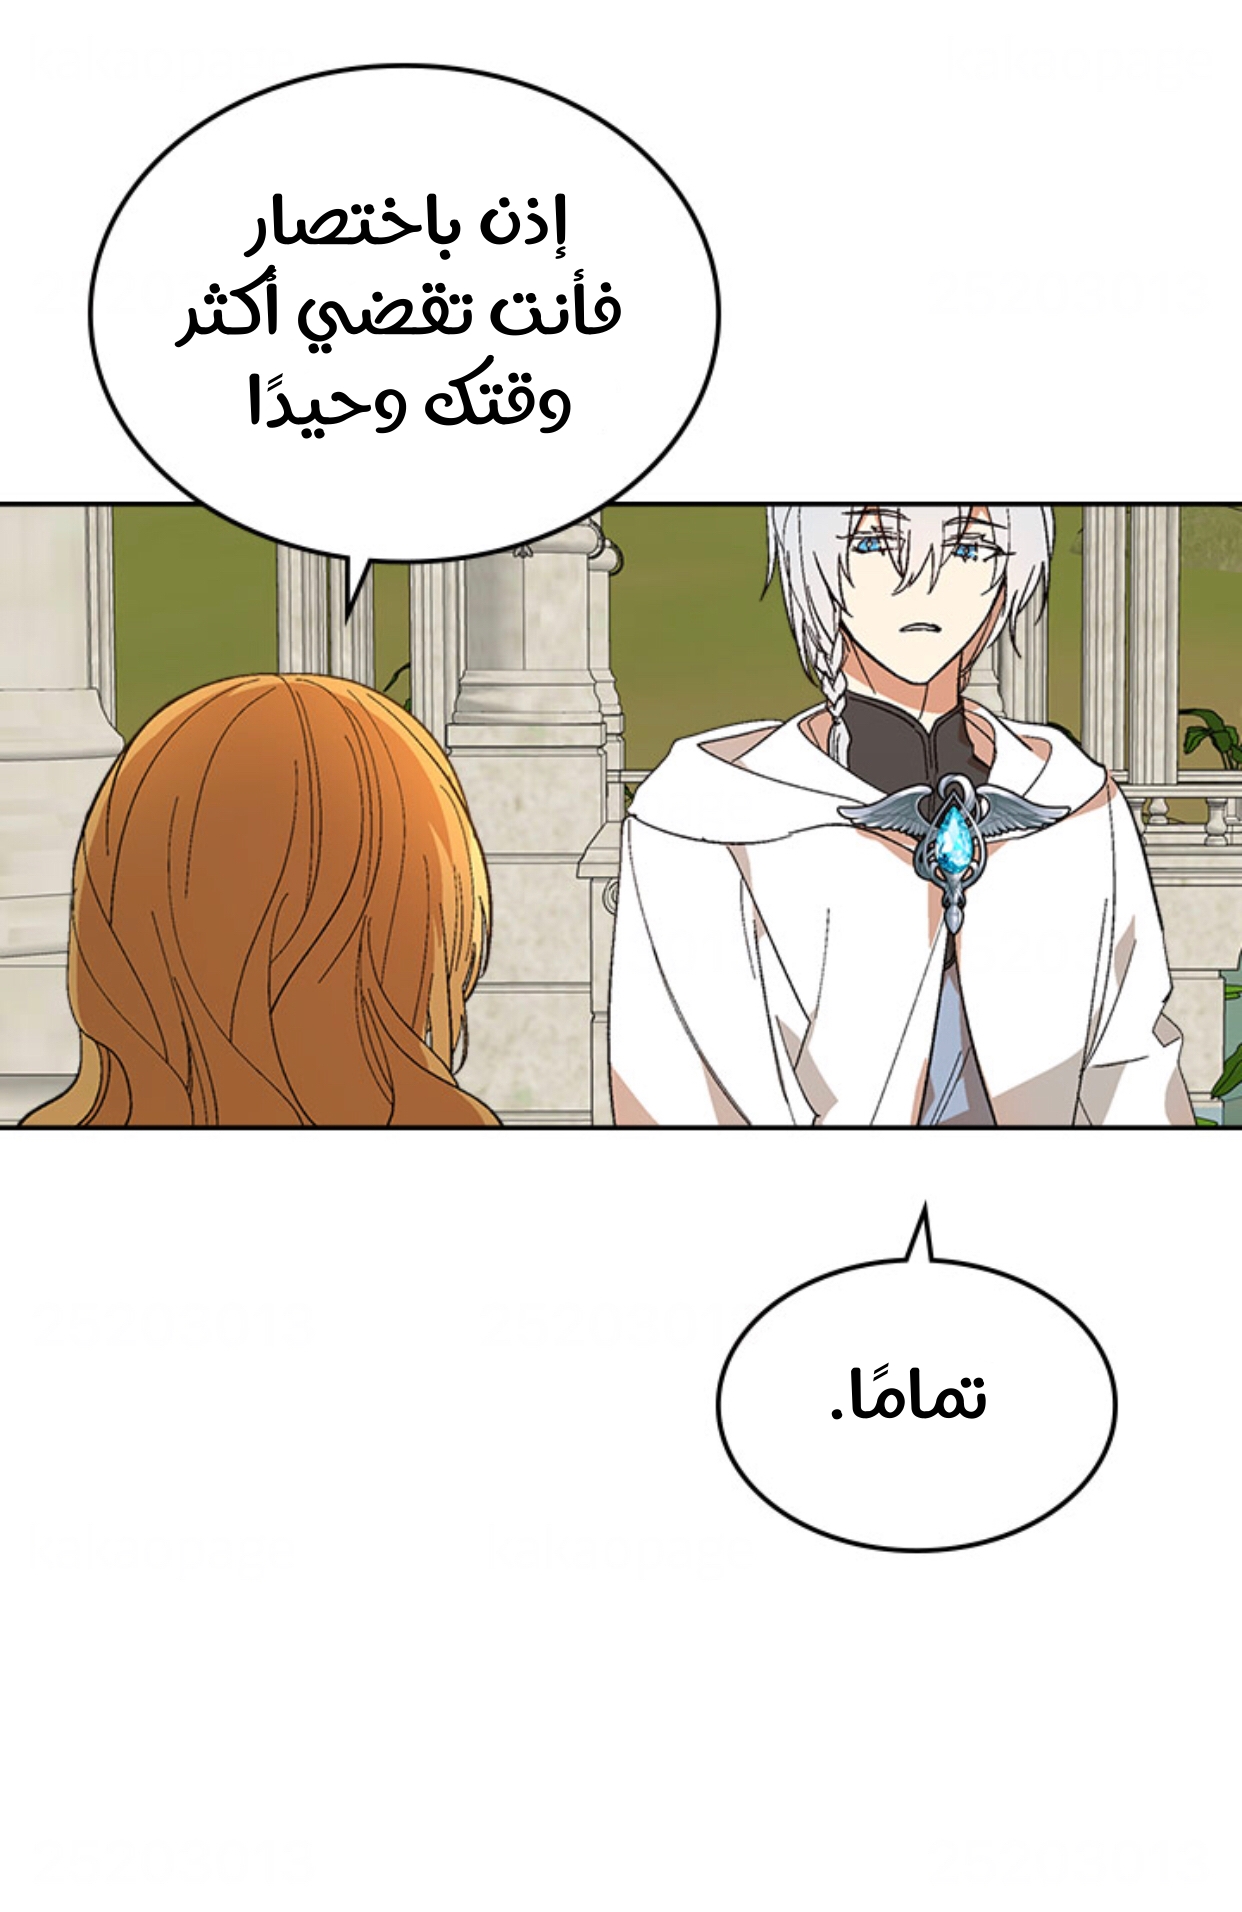 إذن باختصار
فأنت تقضي أكثر
وقتك وحيدًا
تمامًا.